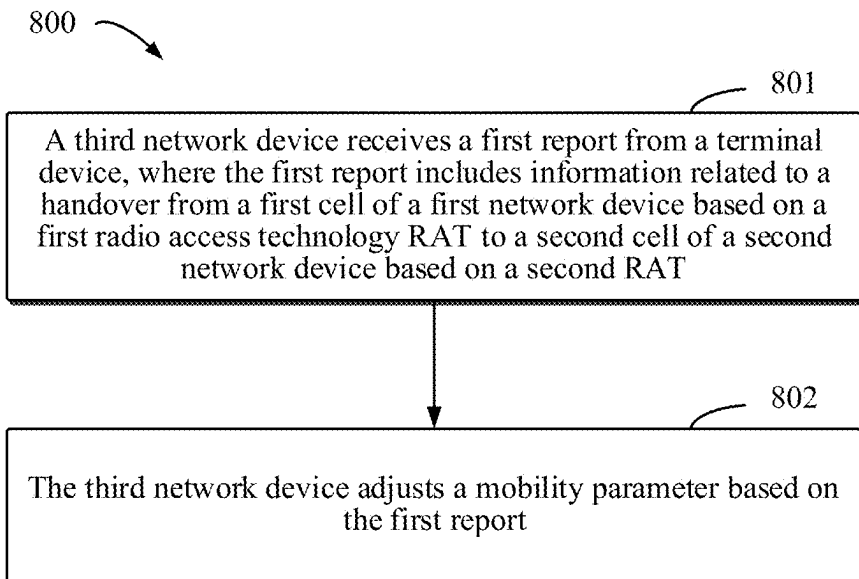 800
801
A third network device receives a first report from a terminal
device, where the first report includes information related to a
handover from a first cell of a first network device based on a
first radio access technology RAT to a second cell of a second
network device based on a second RAT
802
The third network device adjusts a mobility parameter based on
the first report